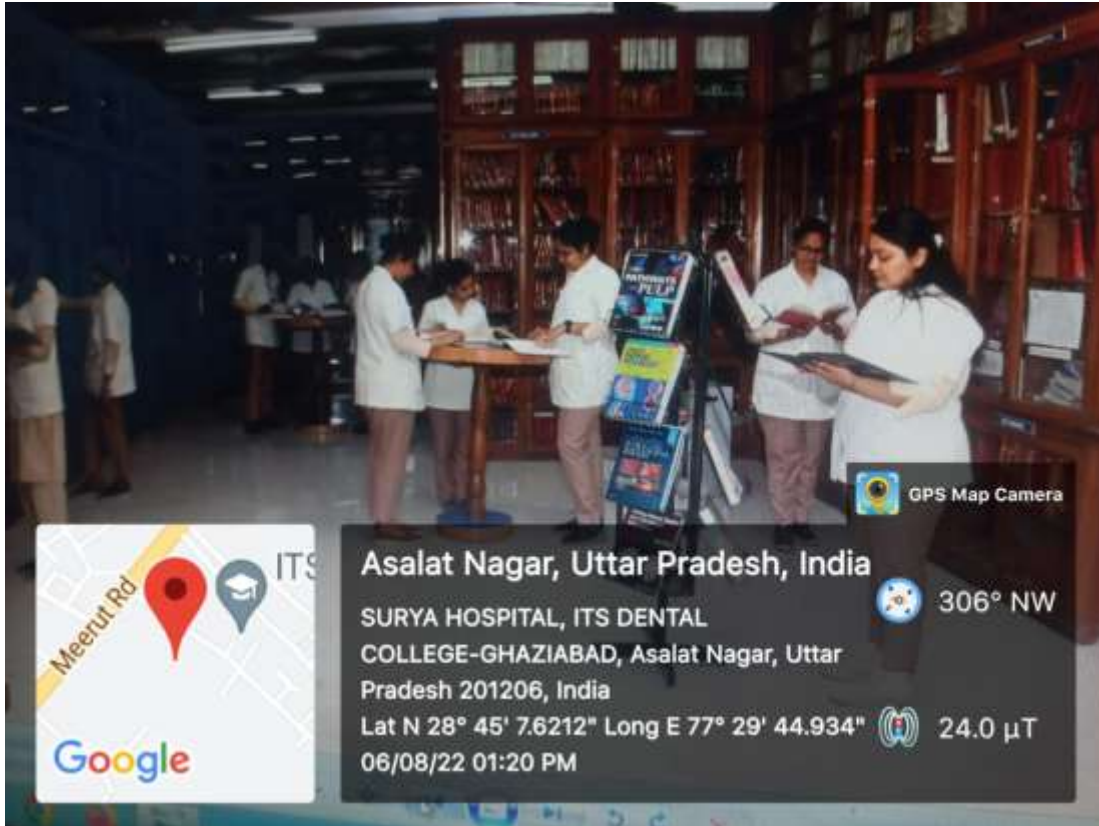 PATHWAYS
OF PULP
GPS Map Camera
ITS
Meerut Rd
Google
Asalat Nagar, Uttar Pradesh, India
SURYA HOSPITAL, ITS DENTAL
COLLEGE-GHAZIABAD, Asalat Nagar, Uttar
Pradesh 201206, India
Lat N 28° 45' 7.6212" Long E 77° 29' 44.934"
06/08/22 01:20 PM
306° NW
24.0 µT